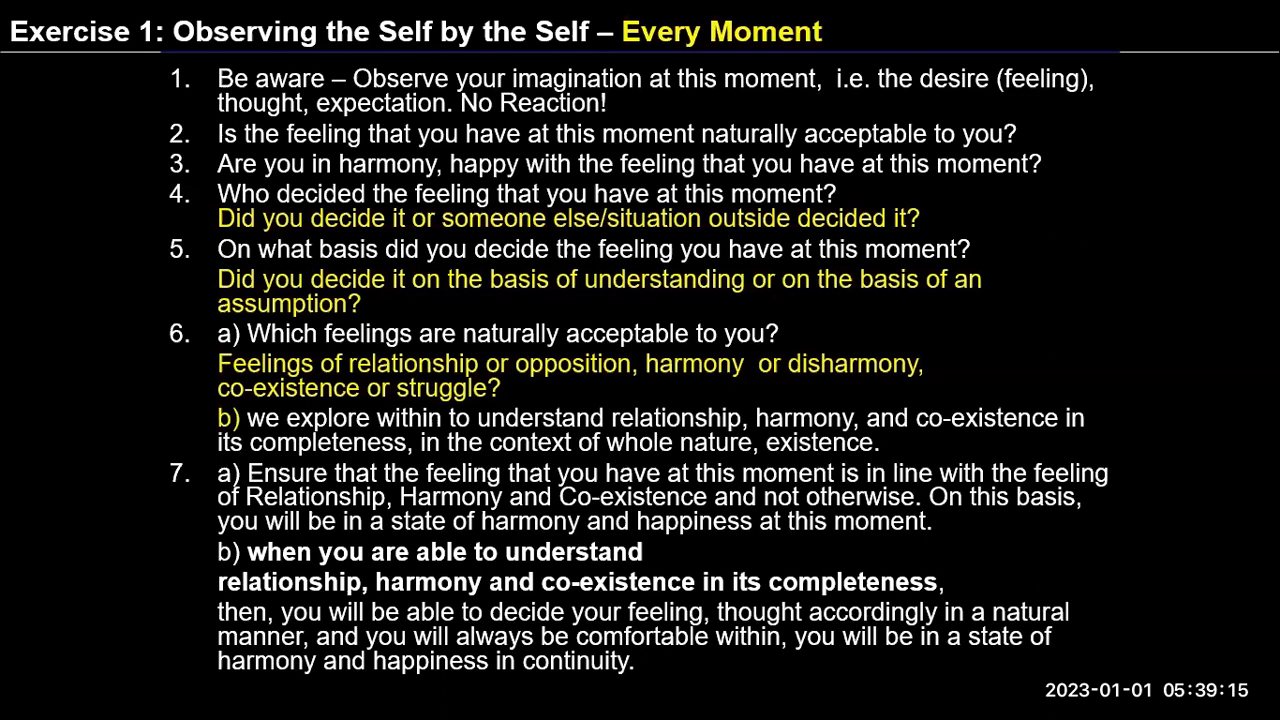 Exercise 1: Observing the Self by the Self – Every Moment
1. Be aware – Observe your imagination at this moment, i.e. the desire (feeling),
thought, expectation. No Reaction!
2. Is the feeling that you have at this moment naturally acceptable to you?
3. Are you in harmony, happy with the feeling that you have at this moment?
4. Who decided the feeling that you have at this moment?
Did you decide it or someone else/situation outside decided it?
5. On what basis did you decide the feeling you have at this moment?
Did you decide it on the basis of understanding or on the basis of an
assumption?
6. a) Which feelings are naturally acceptable to you?
Feelings of relationship or opposition, harmony or disharmony,
co-existence or struggle?
b) we explore within to understand relationship, harmony, and co-existence in
its completeness, in the context of whole nature, existence.
7. a) Ensure that the feeling that you have at this moment is in line with the feeling
of Relationship, Harmony and Co-existence and not otherwise. On this basis,
you will be in a state of harmony and happiness at this moment.
b) when you are able to understand
relationship, harmony and co-existence in its completeness,
then, you will be able to decide your feeling, thought accordingly in a natural
manner, and you will always be comfortable within, you will be in a state of
harmony and happiness in continuity.
2023-01-01 05:39:15